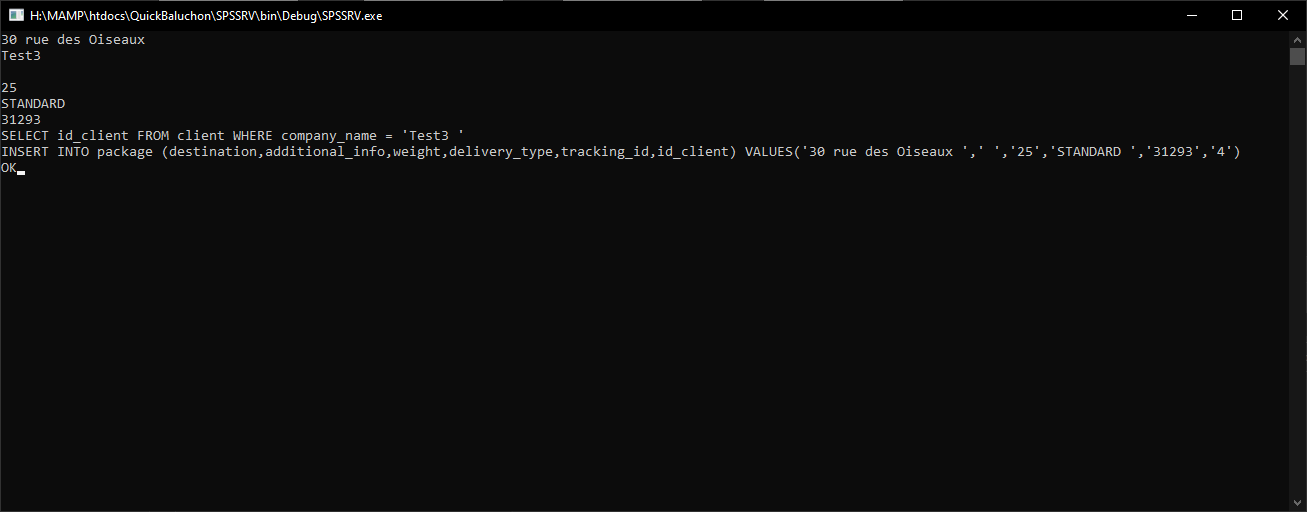 H:\MAMP\htdocs\QuickBaluchon\SPSSRV\bin\Debug\SPSSRV.exe
30 rue des Oiseaux
Test3
25
STANDARD
31293
SELECT id_client FROM client WHERE company_name = 'Test3 '
INSERT INTO package (destination,additional_info,weight,delivery_type,tracking_id,id_client) VALUES('30 rue des Oiseaux ',' ','25','STANDARD ','31293','4')
OK